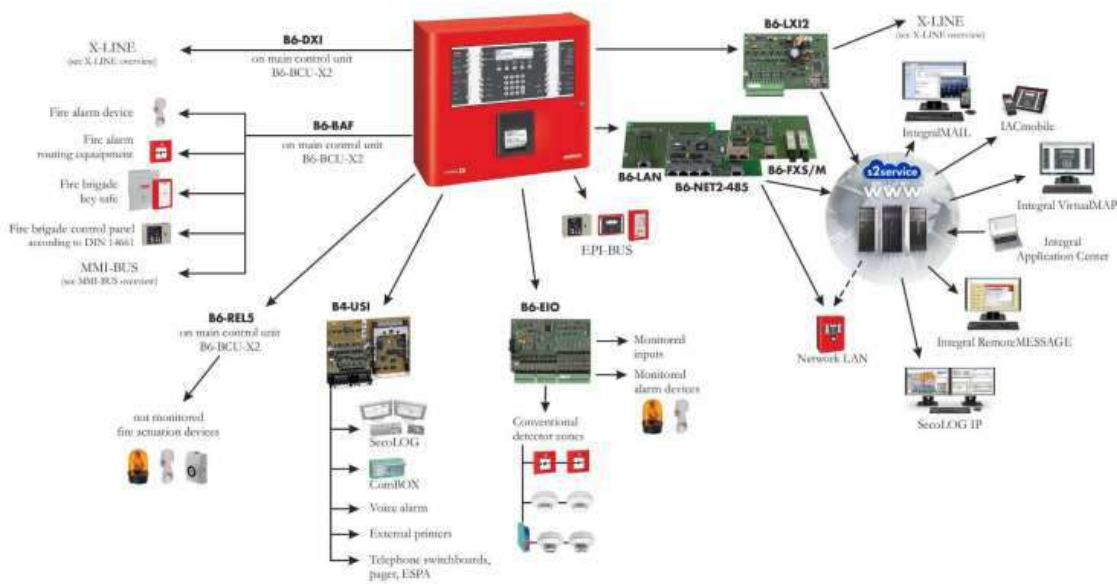 X-LINE
(see X-LINE overview)
B6-DXI
on main control unit
B6-BCU-X2
B6-LXI2
X-LINE
(see X-LINE overview)
Fire alarm device
Fire alarm
routing equipment
Fire brigade
key safe
Fire brigade control panel
according to DIN 14661
MMI-BUS
(see MMI-BUS overview)
B6-BAF
on main control unit
B6-BCU-X2
B6-LAN
B6-NET2-485
B6-FXS/M
IntegralMAIL
IACmobile
s2service
WWW
Integral VirtualMAP
Integral
Application Center
Integral RemoteMESSAGE
SecoLOG IP
Network LAN
EPI-BUS
B6-REL5
on main control unit
B6-BCU-X2
not monitored
fire actuation devices
B4-USI
SecoLOG
ComBOX
Voice alarm
External printers
Telephone switchboards,
pager, ESPA
B6-EIO
Monitored
inputs
Monitored
alarm devices
Conventional
detector zones